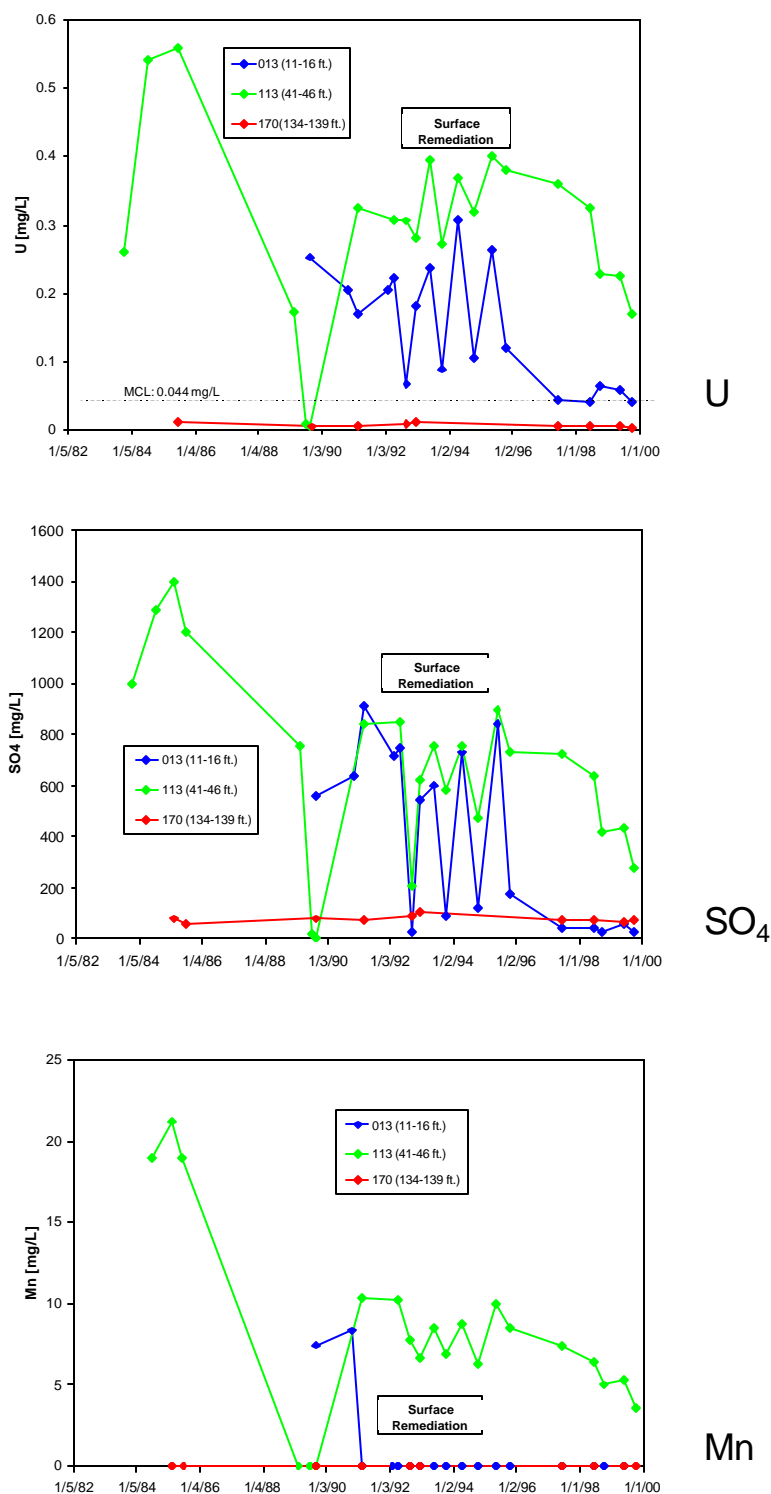 0.6
013 (11-16 ft.)
113 (41-46 ft.)
170(134-139 ft.)
0.5
Surface
Remediation
0.4
U [mg/L]
0.3
0.2
0.1
MCL: 0.044 mg/L
U
0
1/5/82 1/5/84 1/4/86 1/4/88 1/3/90 1/3/92 1/2/94 1/2/96 1/1/98 1/1/00
1600
1400
1200
Surface
Remediation
1000
800
SO4 [mg/L]
013 (11-16 ft.)
113 (41-46 ft.)
170 (134-139 ft.)
600
400
200
SO4
0
1/5/82 1/5/84 1/4/86 1/4/88 1/3/90 1/3/92 1/2/94 1/2/96 1/1/98 1/1/00
25
013 (11-16 ft.)
113 (41-46 ft.)
170 (134-139 ft.)
20
15
Mn [mg/L]
10
5
Surface
Remediation
Mn
0
1/5/82 1/5/84 1/4/86 1/4/88 1/3/90 1/3/92 1/2/94 1/2/96 1/1/98 1/1/00